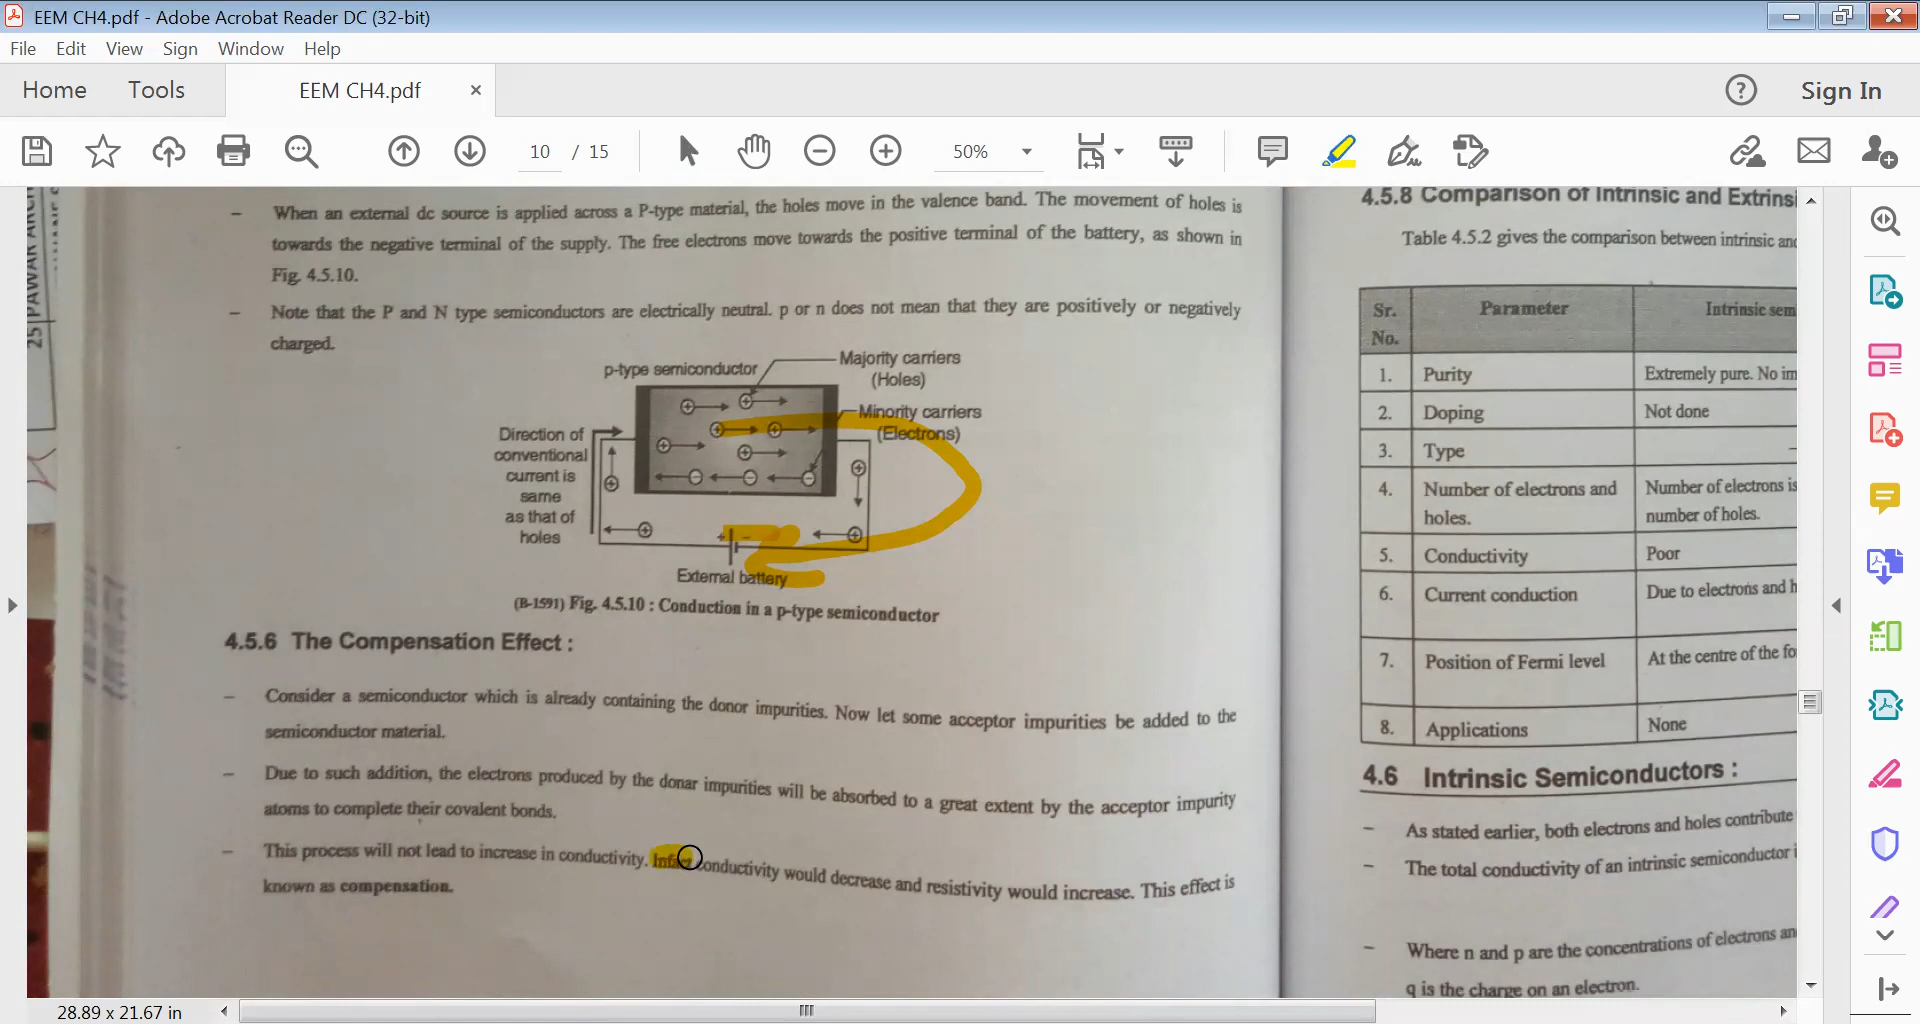 EEM CH4.pdf - Adobe Acrobat Reader DC (32-bit)
File Edit View Sign Window Help
Home Tools EEM CH4.pdf × Sign In
10 / 15 50%
25 PAWAR
- When an external dc source is applied across a P-type material, the holes move in the valence band. The movement of holes is
towards the negative terminal of the supply. The free electrons move towards the positive terminal of the battery, as shown in
Fig. 4.5.10.
- Note that the P and N type semiconductors are electrically neutral. p or n does not mean that they are positively or negatively
charged.
p-type semiconductor
Majority carriers
(Holes)
Minority carriers
(Electrons)
Direction of
conventional
current is
same
as that of
holes
+ -
External battery
(B-1591) Fig. 4.5.10 : Conduction in a p-type semiconductor
4.5.6 The Compensation Effect :
- Consider a semiconductor which is already containing the donor impurities. Now let some acceptor impurities be added to the
semiconductor material.
- Due to such addition, the electrons produced by the donar impurities will be absorbed to a great extent by the acceptor impurity
atoms to complete their covalent bonds.
- This process will not lead to increase in conductivity. Infact conductivity would decrease and resistivity would increase. This effect is
known as compensation.
4.5.8 Comparison of Intrinsic and Extrinsi
Table 4.5.2 gives the comparison between intrinsic and
Sr. No. Parameter Intrinsic sem
1. Purity Extremely pure. No im
2. Doping Not done
3. Type -
4. Number of electrons and holes. Number of electrons is number of holes.
5. Conductivity Poor
6. Current conduction Due to electrons and h
7. Position of Fermi level At the centre of the fo
8. Applications None
4.6 Intrinsic Semiconductors :
- As stated earlier, both electrons and holes contribute
- The total conductivity of an intrinsic semiconductor i
- Where n and p are the concentrations of electrons an
q is the charge on an electron.
28.89 x 21.67 in